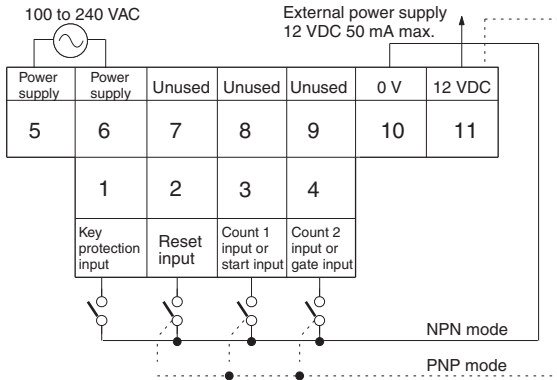 100 to 240 VAC
External power supply
12 VDC 50 mA max.
Power supply
Power supply
Unused
Unused
Unused
0 V
12 VDC
5
6
7
8
9
10
11
1
2
3
4
Key
protection
input
Reset
input
Count 1
input or
start input
Count 2
input or
gate input
NPN mode
PNP mode